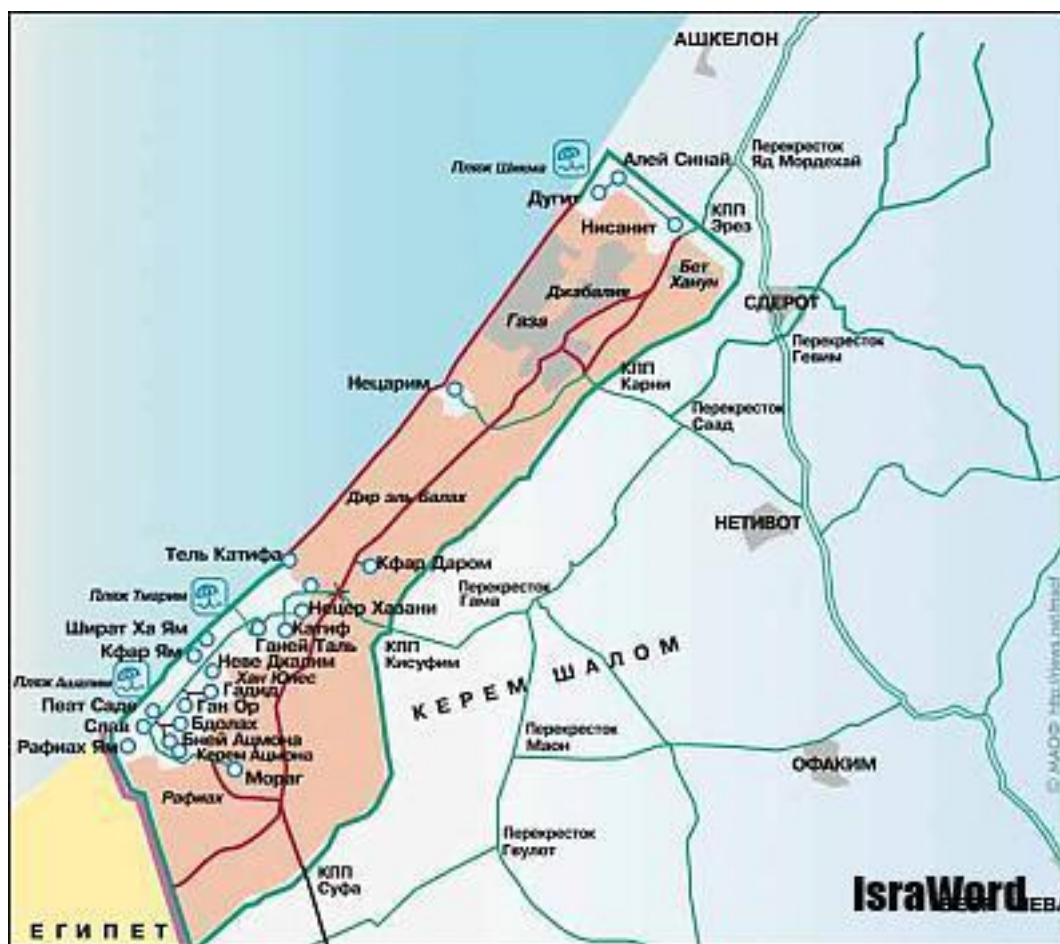 АШКЕЛОН
Перекресток
Яд Мордехай
Алей Синай
Пляж Шикма
Дугит
КПП
Эрез
Нисанит
Бет
Ханун
Джабалия
Газа
СДЕРОТ
Перекресток
Гевим
КПП
Карни
Нецарим
Перекресток
Саад
Дир эль Балах
НЕТИВОТ
Тель Катифа
Кфар Даром
Перекресток
Гама
Нецер Хазани
Катиф
Ганей Таль
Шират Ха Ям
Кфар Ям
КПП
Кисуфим
КЕРЕМ ШАЛОМ
Неве Дкалим
Хан Юнес
Гадид
Пеат Саде
Ган Ор
Слав
Бдолах
Рафиах Ям
Бней Ацмона
Керем Ацмона
Мораг
Рафиах
Перекресток
Маон
ОФАКИМ
Перекресток
Геулот
КПП
Суфа
ЕГИПЕТ
IsraWord